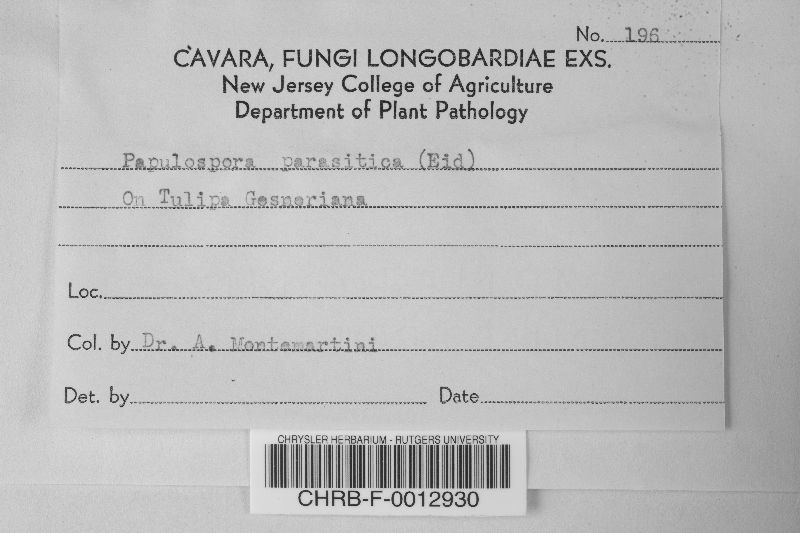 No. 196
CAVARA, FUNGI LONGOBARDIAE EXS.
New Jersey College of Agriculture
Department of Plant Pathology
Papulospora parasitica (Eid)
On Tulipa Gesneriana
Loc.
Col. by Dr. A. Montemartini
Det. by Date
CHRYSLER HERBARIUM - RUTGERS UNIVERSITY
CHRB-F-0012930